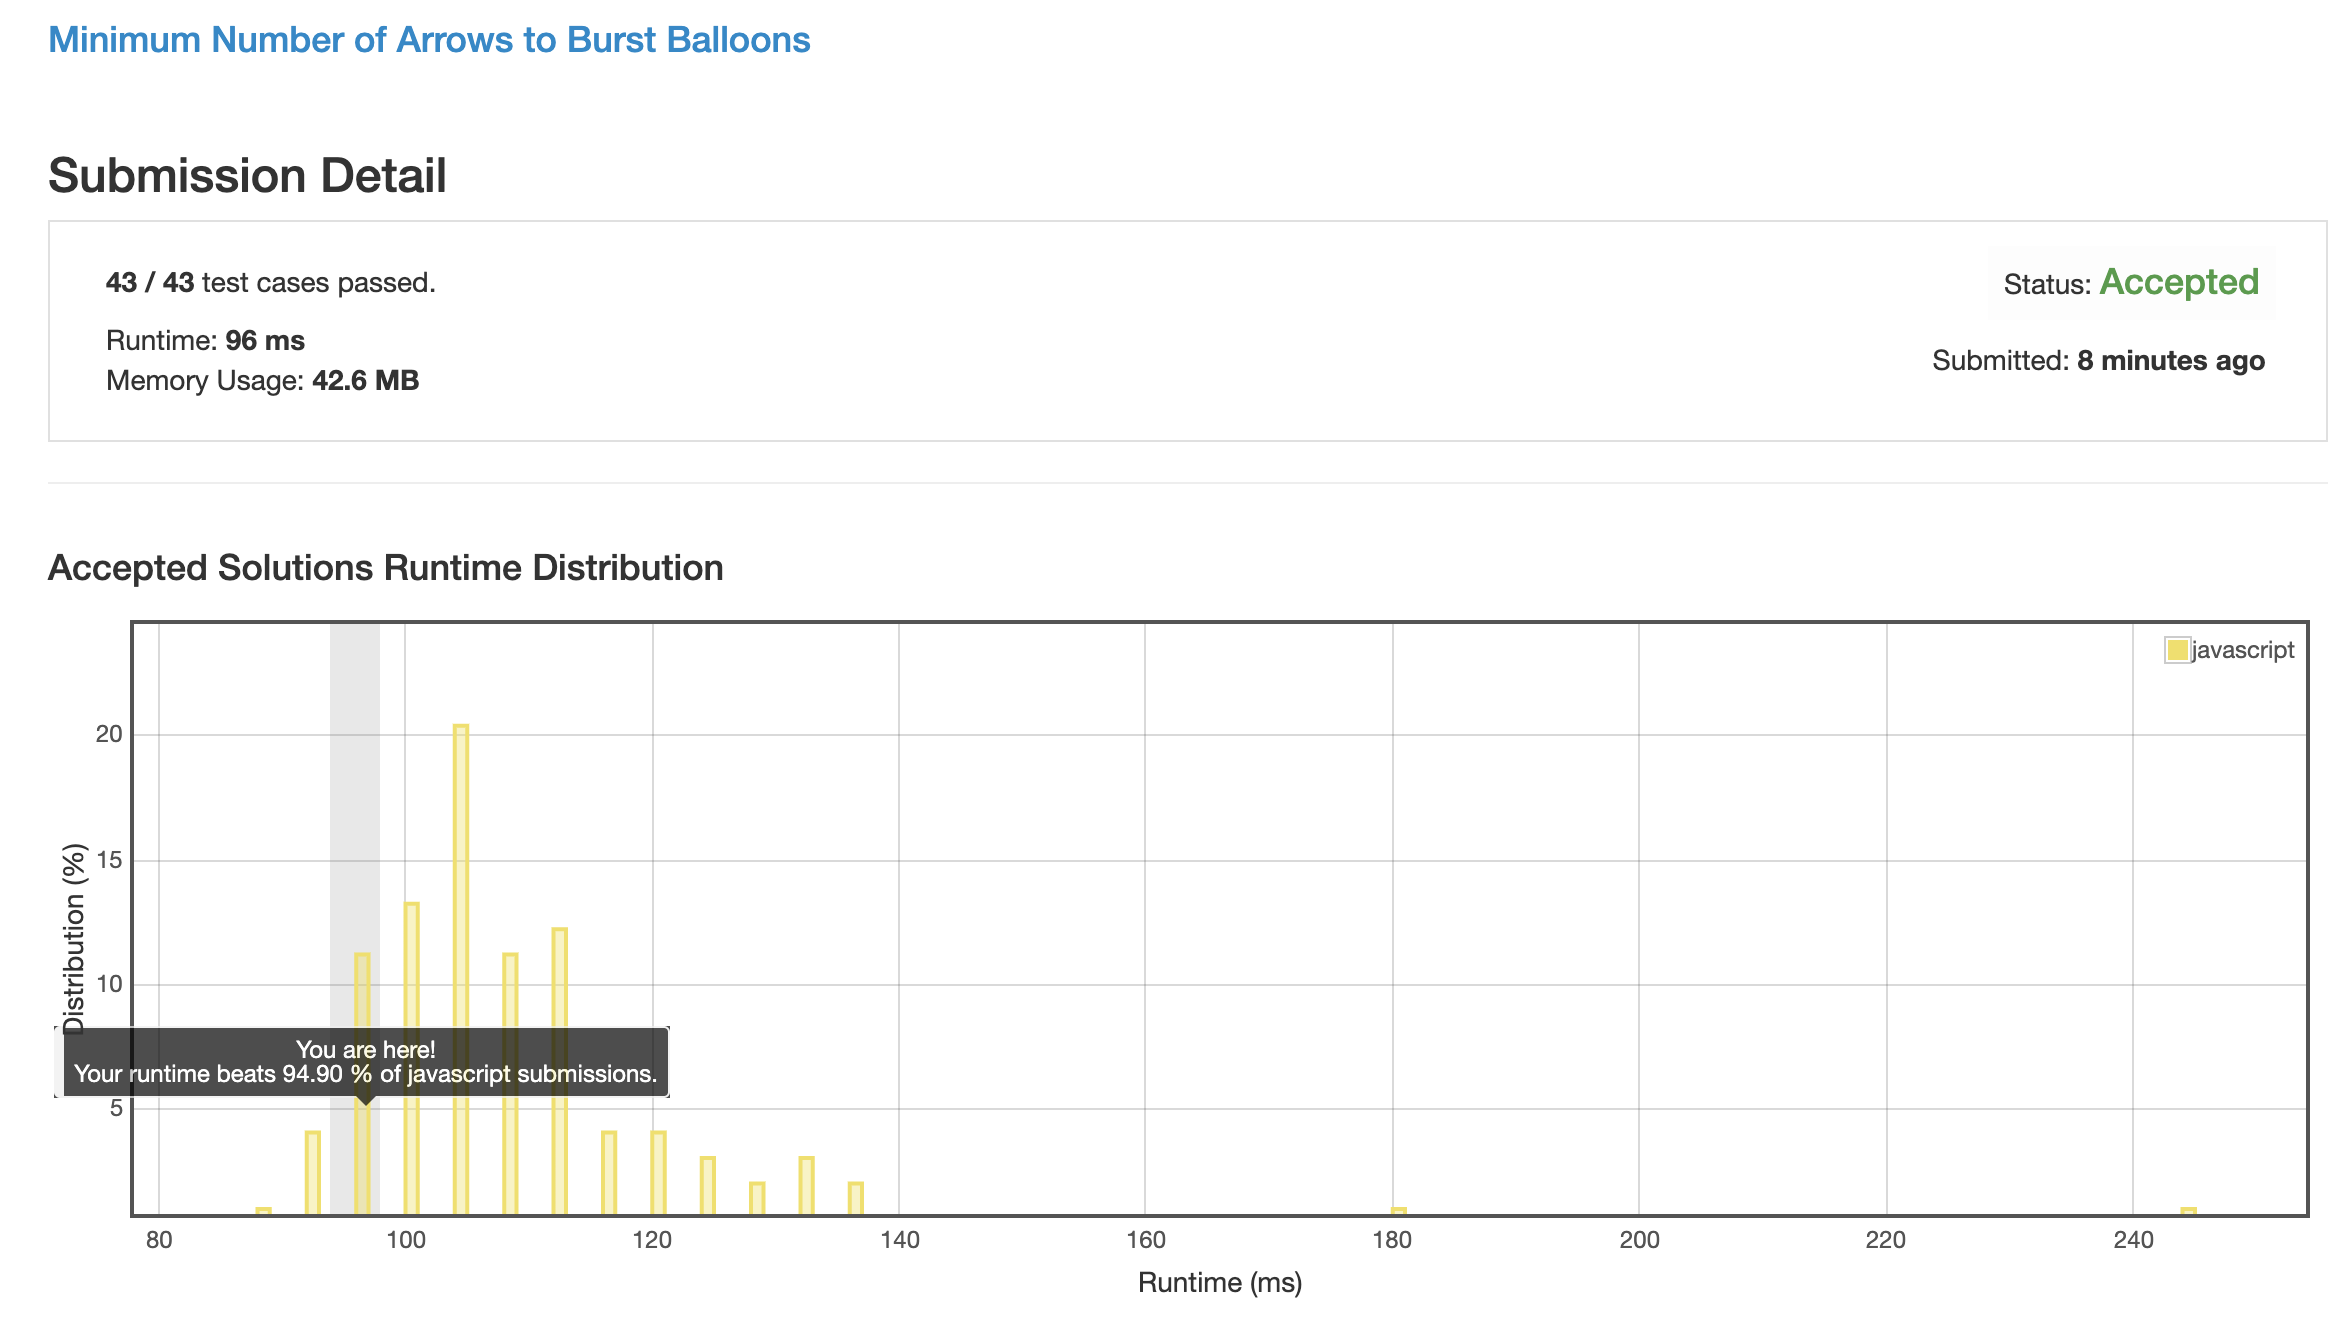 Minimum Number of Arrows to Burst Balloons
Submission Detail
43 / 43 test cases passed.
Status: Accepted
Runtime: 96 ms
Memory Usage: 42.6 MB
Submitted: 8 minutes ago
Accepted Solutions Runtime Distribution
javascript
20
15
10
5
Distribution (%)
You are here!
Your runtime beats 94.90 % of javascript submissions.
80 100 120 140 160 180 200 220 240
Runtime (ms)